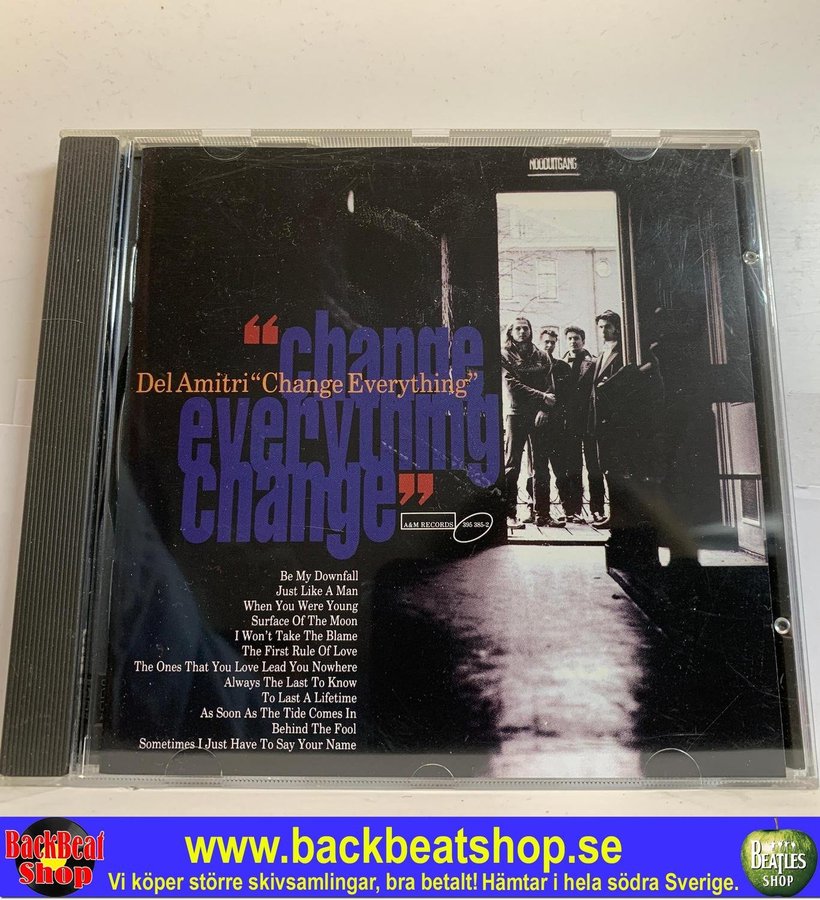 NOODUITGANG
“change
Del Amitri “Change Everything”
everything
change”
A&M RECORDS 395 385-2
Be My Downfall
Just Like A Man
When You Were Young
Surface Of The Moon
I Won't Take The Blame
The First Rule Of Love
The Ones That You Love Lead You Nowhere
Always The Last To Know
To Last A Lifetime
As Soon As The Tide Comes In
Behind The Fool
Sometimes I Just Have To Say Your Name
BackBeat
Shop
www.backbeatshop.se
Vi köper större skivsamlingar, bra betalt! Hämtar i hela södra Sverige.
BEATLES
SHOP